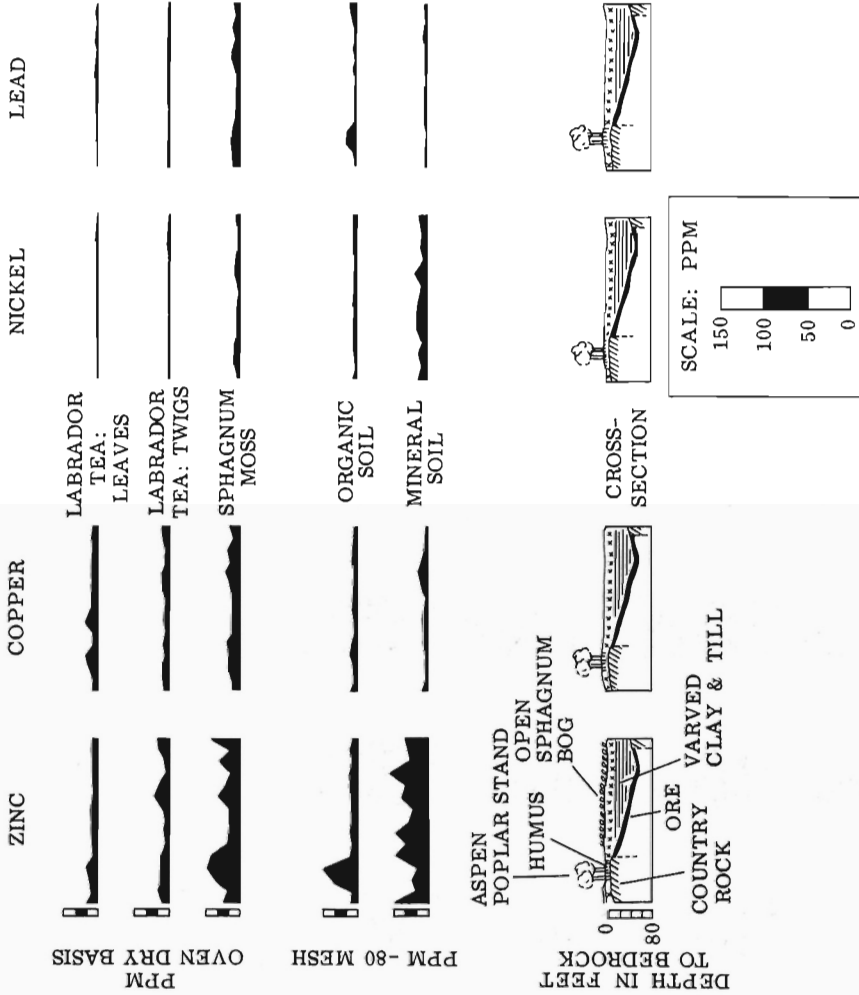 ZINC
COPPER
NICKEL
LEAD
PPM
OVEN DRY BASIS
LABRADOR
TEA:
LEAVES
LABRADOR
TEA: TWIGS
SPHAGNUM
MOSS
PPM -80 MESH
ORGANIC
SOIL
MINERAL
SOIL
DEPTH IN FEET
TO BEDROCK
0
80
ASPEN
POPLAR STAND
HUMUS
OPEN
SPHAGNUM
BOG
COUNTRY
ROCK
ORE
VARVED
CLAY & TILL
CROSS-
SECTION
SCALE: PPM
150
100
50
0